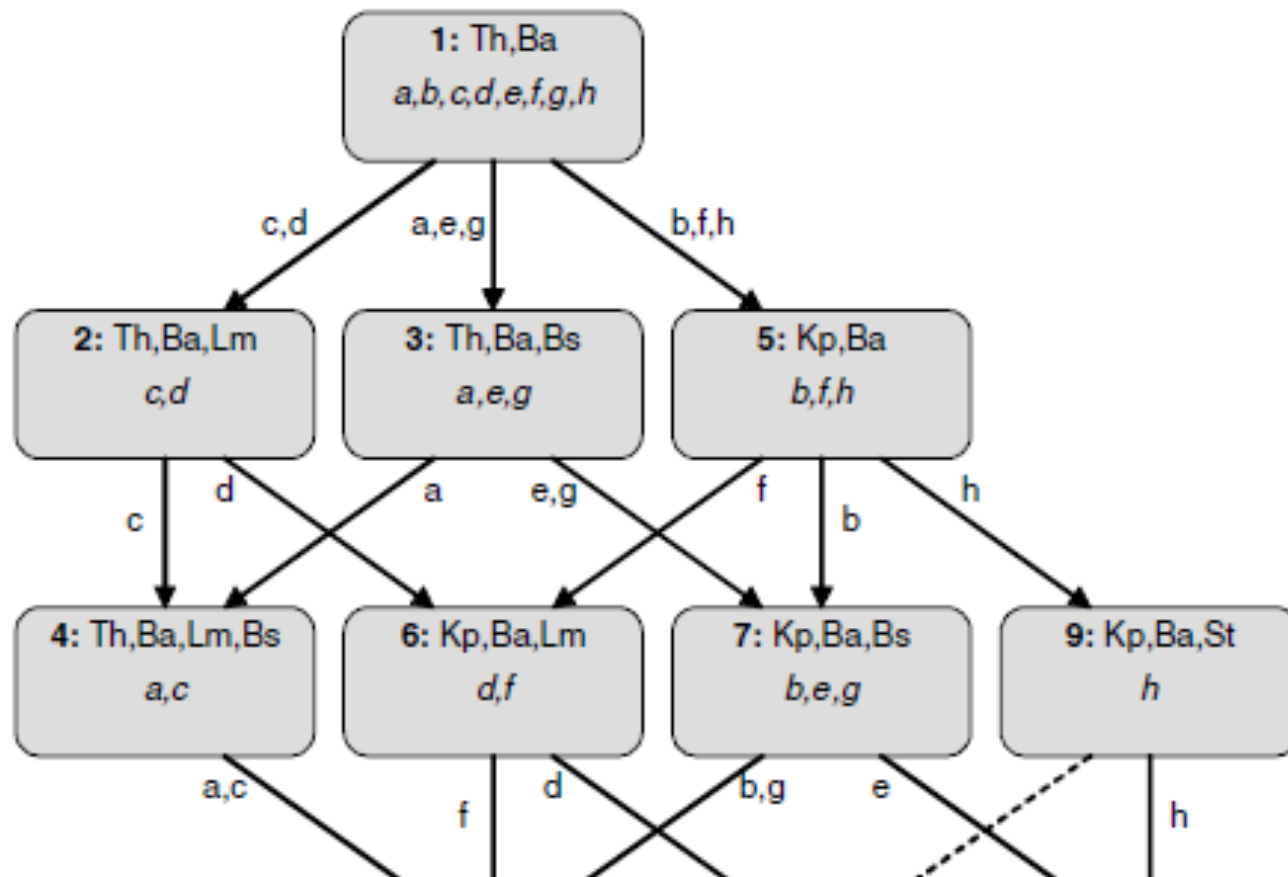 1: Th,Ba
a,b,c,d,e,f,g,h
c,d
a,e,g
b,f,h
2: Th,Ba,Lm
c,d
3: Th,Ba,Bs
a,e,g
5: Kp,Ba
b,f,h
c
d
a
e,g
f
b
h
4: Th,Ba,Lm,Bs
a,c
6: Kp,Ba,Lm
d,f
7: Kp,Ba,Bs
b,e,g
9: Kp,Ba,St
h
a,c
f
d
b,g
e
h